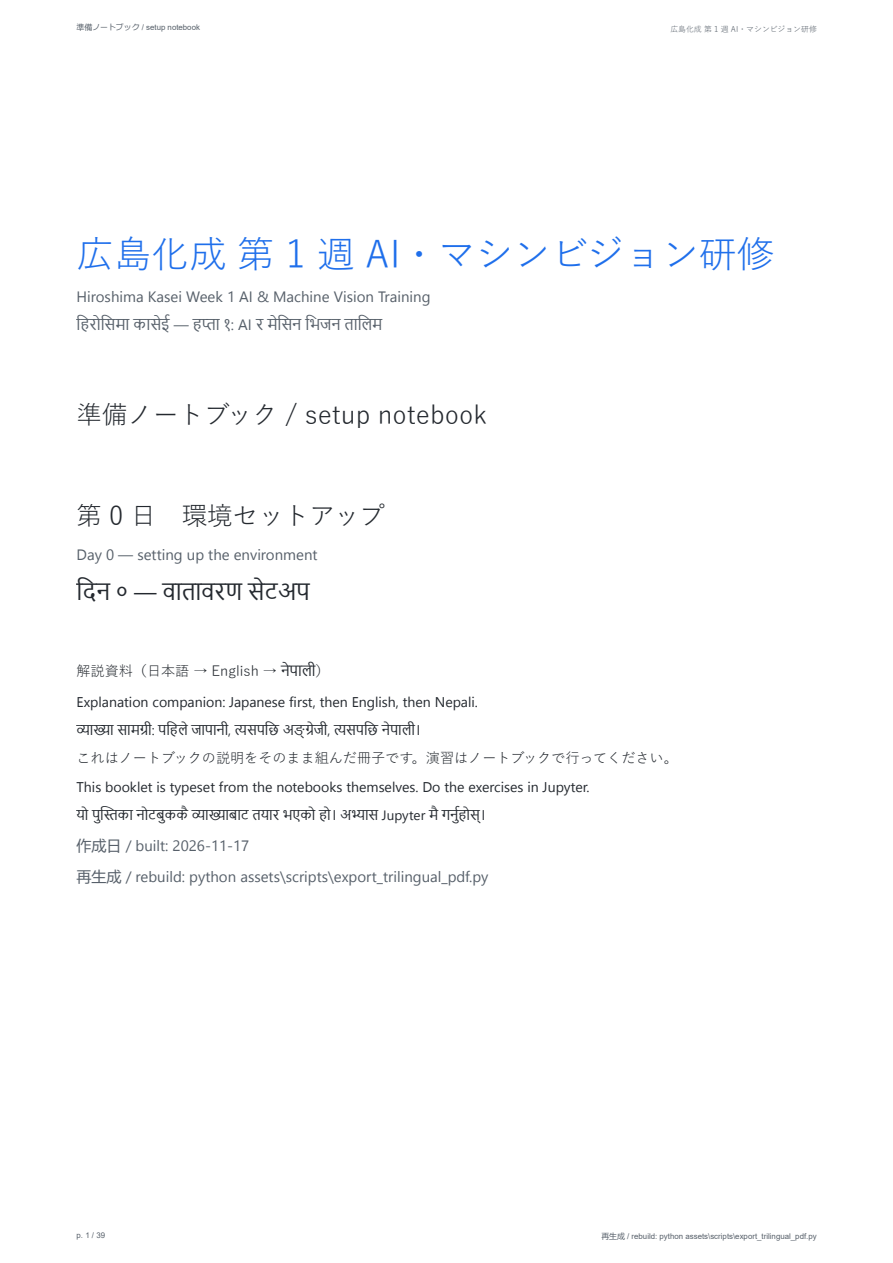 準備ノートブック / setup notebook
広島化成 第 1 週 AI・マシンビジョン研修
広島化成 第 1 週 AI・マシンビジョン研修
Hiroshima Kasei Week 1 AI & Machine Vision Training
हिरोसिमा कासेई — हप्ता १: AI र मेसिन भिजन तालिम
準備ノートブック / setup notebook
第 0 日　環境セットアップ
Day 0 — setting up the environment
दिन ० — वातावरण सेटअप
解説資料（日本語 → English → नेपाली）
Explanation companion: Japanese first, then English, then Nepali.
व्याख्या सामग्री: पहिले जापानी, त्यसपछि अङ्ग्रेजी, त्यसपछि नेपाली।
これはノートブックの説明をそのまま組んだ冊子です。演習はノートブックで行ってください。
This booklet is typeset from the notebooks themselves. Do the exercises in Jupyter.
यो पुस्तिका नोटबुककै व्याख्याबाट तयार भएको हो। अभ्यास Jupyter मै गर्नुहोस्।
作成日 / built: 2026-11-17
再生成 / rebuild: python assets\scripts\export_trilingual_pdf.py
p. 1 / 39
再生成 / rebuild: python assets\scripts\export_trilingual_pdf.py